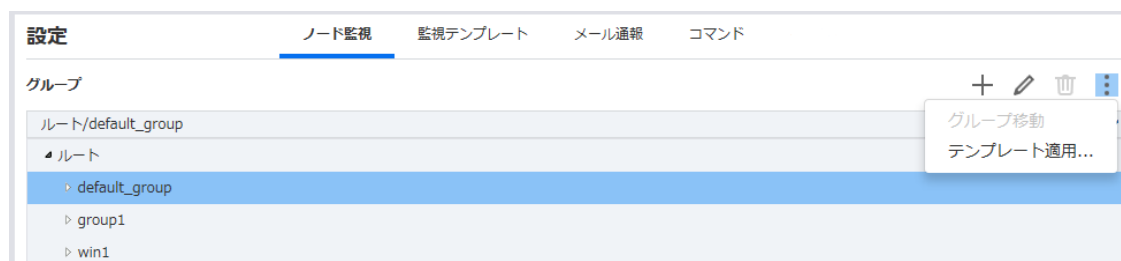 設定 ノード監視 監視テンプレート メール通報 コマンド
グループ
ルート/default_group
グループ移動
テンプレート適用...
ルート
default_group
group1
win1